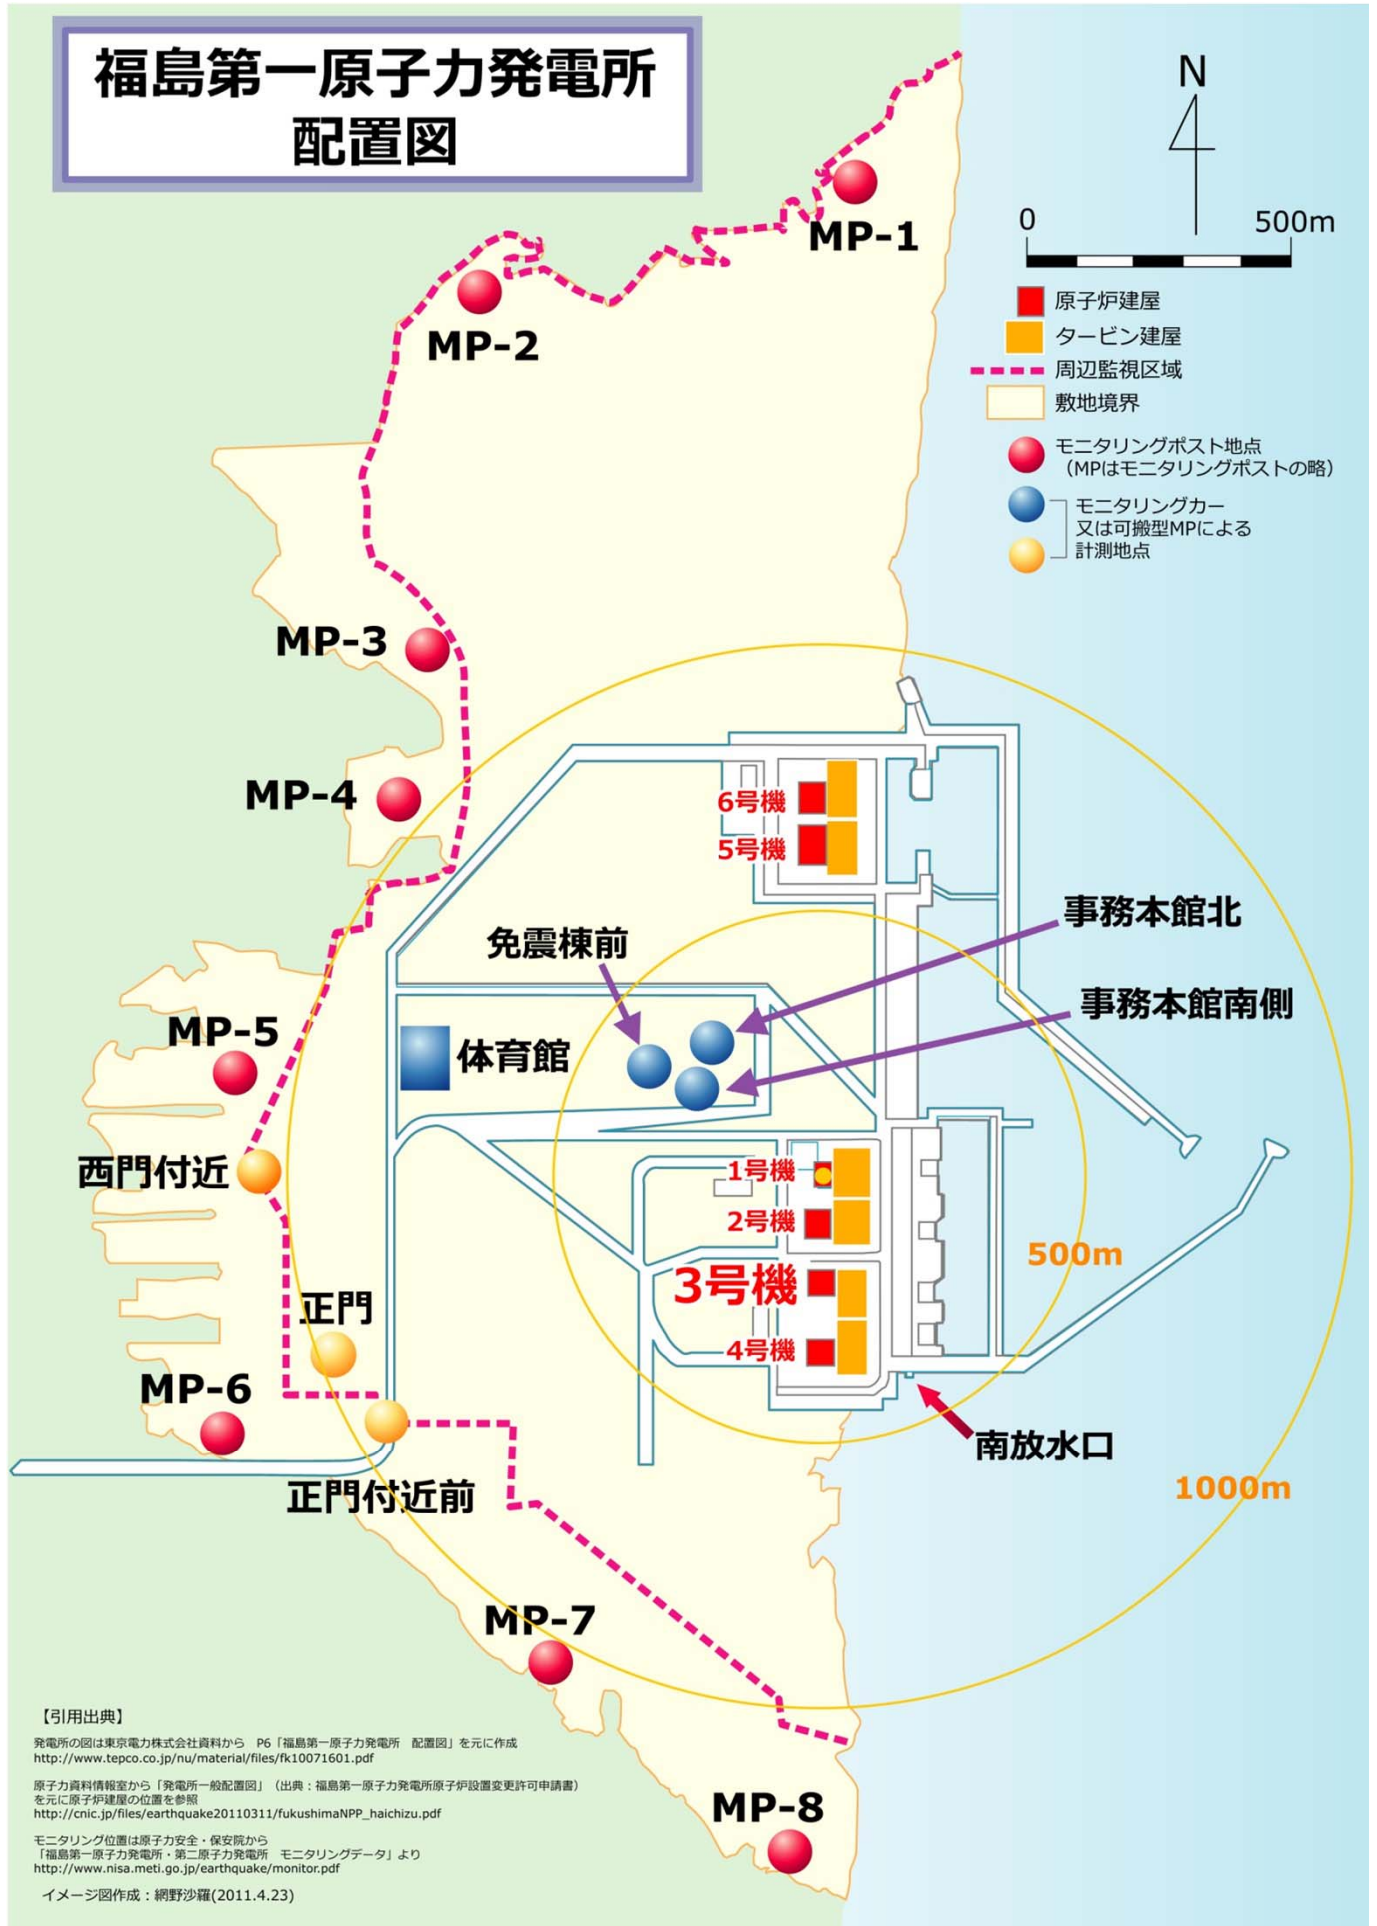 福島第一原子力発電所
配置図
N
0
500m
原子炉建屋
タービン建屋
周辺監視区域
敷地境界
モニタリングポスト地点
（MPはモニタリングポストの略）
モニタリングカー
又は可搬型MPによる
計測地点
MP-1
MP-2
MP-3
MP-4
6号機
5号機
事務本館北
免震棟前
事務本館南側
MP-5
体育館
西門付近
1号機
2号機
500m
3号機
正門
4号機
MP-6
南放水口
1000m
正門付近前
MP-7
MP-8
【引用出典】
発電所の図は東京電力株式会社資料から　P6「福島第一原子力発電所　配置図」を元に作成
http://www.tepco.co.jp/nu/material/files/fk10071601.pdf
原子力資料情報室から「発電所一般配置図」（出典：福島第一原子力発電所原子炉設置変更許可申請書）
を元に原子炉建屋の位置を参照
http://cnic.jp/files/earthquake20110311/fukushimaNPP_haichizu.pdf
モニタリング位置は原子力安全・保安院から
「福島第一原子力発電所・第二原子力発電所　モニタリングデータ」より
http://www.nisa.meti.go.jp/earthquake/monitor.pdf
イメージ図作成：網野沙羅(2011.4.23)